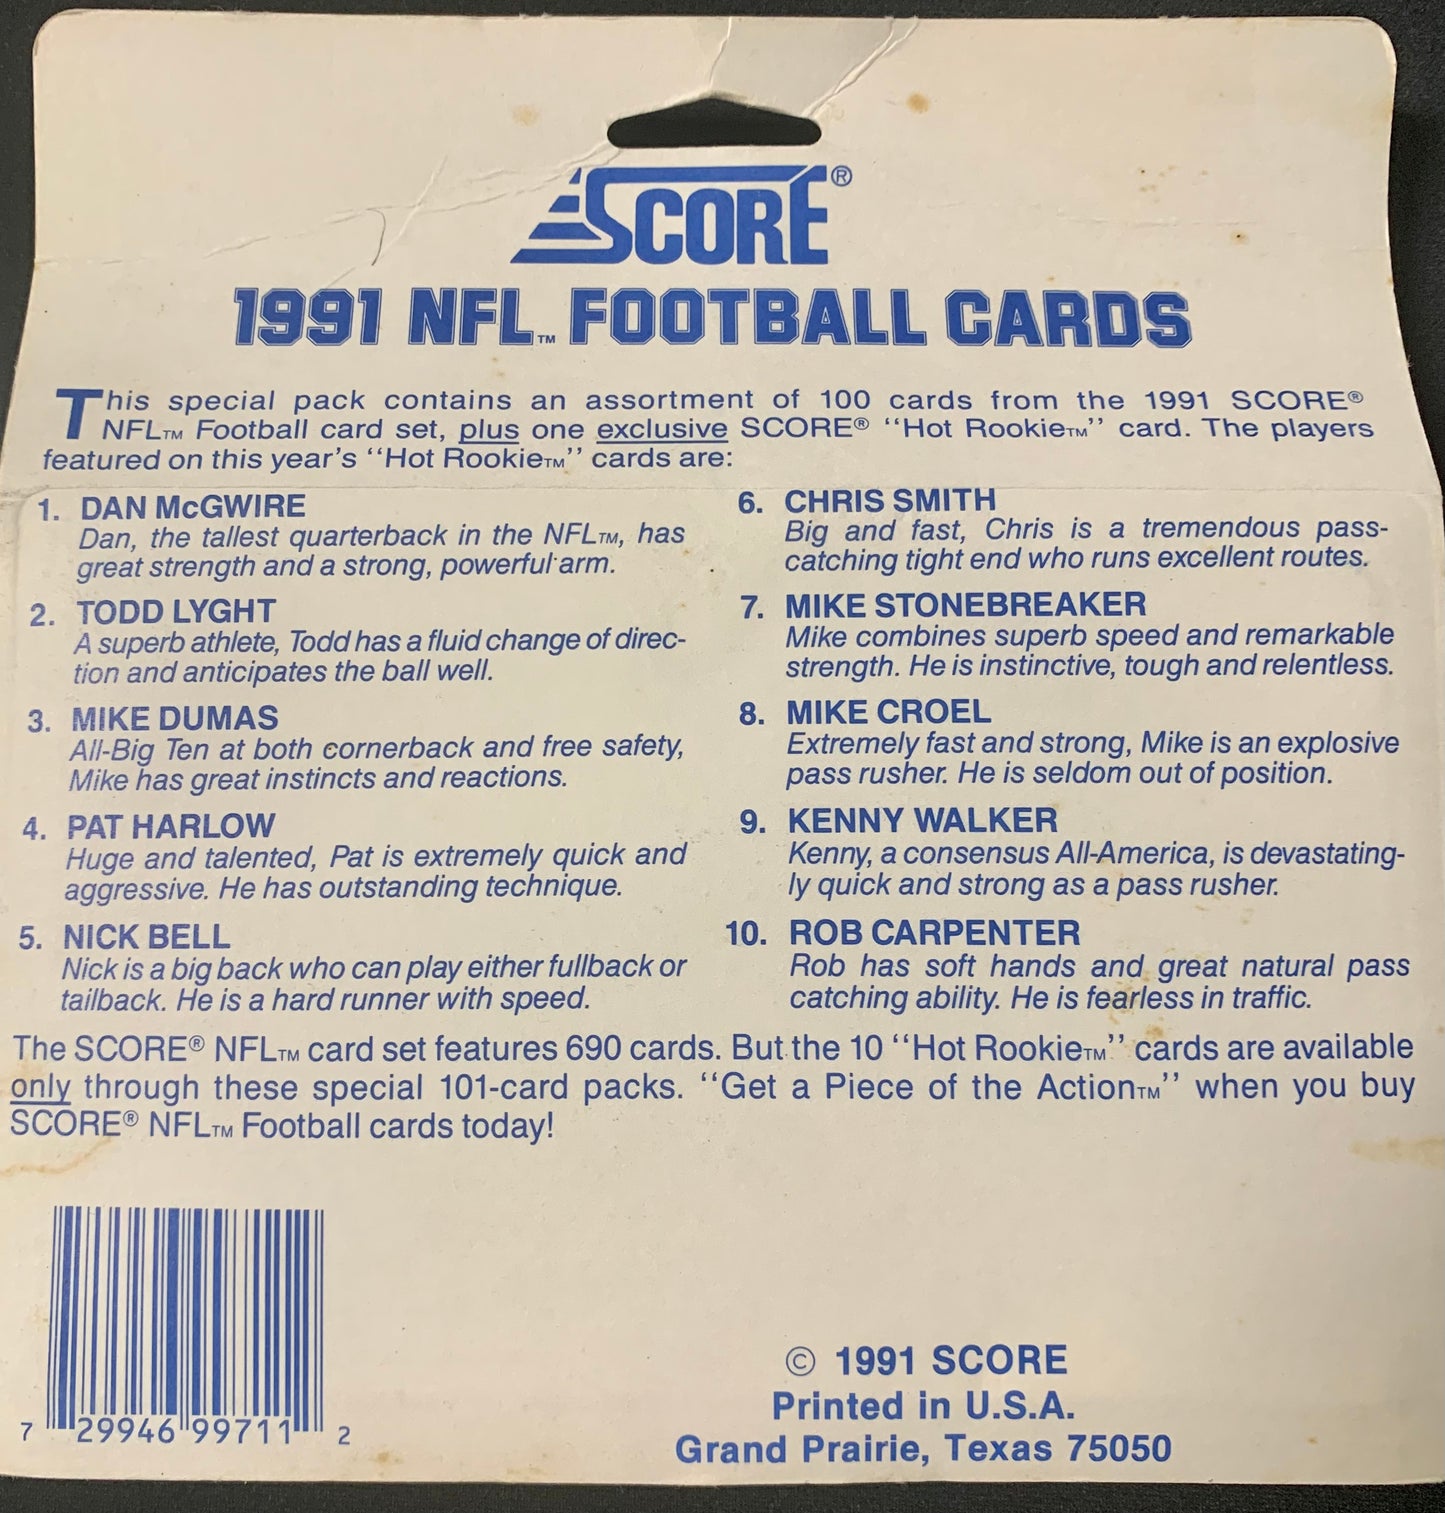 SCORE®
1991 NFL™ FOOTBALL CARDS
This special pack contains an assortment of 100 cards from the 1991 SCORE®
NFL™ Football card set, plus one exclusive SCORE® ‘‘Hot Rookie™’’ card. The players
featured on this year's ‘‘Hot Rookie™’’ cards are:
1. DAN McGWIRE
Dan, the tallest quarterback in the NFL™, has
great strength and a strong, powerful arm.
2. TODD LYGHT
A superb athlete, Todd has a fluid change of direc-
tion and anticipates the ball well.
3. MIKE DUMAS
All-Big Ten at both cornerback and free safety,
Mike has great instincts and reactions.
4. PAT HARLOW
Huge and talented, Pat is extremely quick and
aggressive. He has outstanding technique.
5. NICK BELL
Nick is a big back who can play either fullback or
tailback. He is a hard runner with speed.
6. CHRIS SMITH
Big and fast, Chris is a tremendous pass-
catching tight end who runs excellent routes.
7. MIKE STONEBREAKER
Mike combines superb speed and remarkable
strength. He is instinctive, tough and relentless.
8. MIKE CROEL
Extremely fast and strong, Mike is an explosive
pass rusher. He is seldom out of position.
9. KENNY WALKER
Kenny, a consensus All-America, is devastating-
ly quick and strong as a pass rusher.
10. ROB CARPENTER
Rob has soft hands and great natural pass
catching ability. He is fearless in traffic.
The SCORE® NFL™ card set features 690 cards. But the 10 ‘‘Hot Rookie™’’ cards are available
only through these special 101-card packs. ‘‘Get a Piece of the Action™’’ when you buy
SCORE® NFL™ Football cards today!
7 29946 99711 2
© 1991 SCORE
Printed in U.S.A.
Grand Prairie, Texas 75050